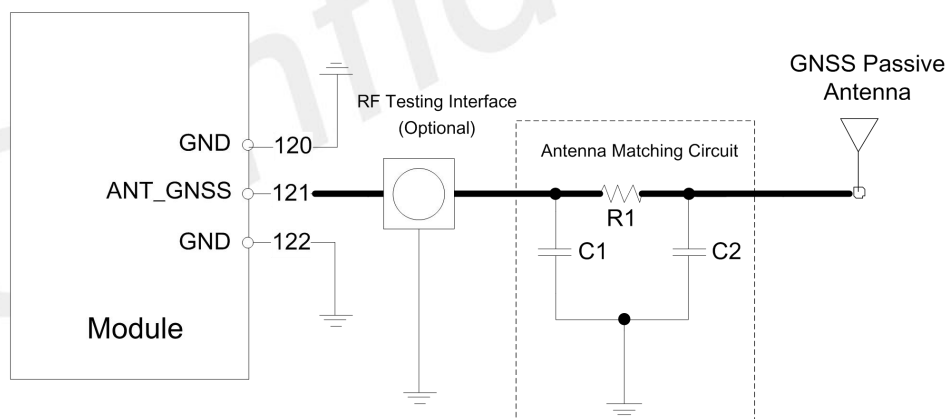 GNSS Passive
Antenna
RF Testing Interface
(Optional)
Antenna Matching Circuit
GND 120
ANT_GNSS 121
R1
GND 122
C1
C2
Module